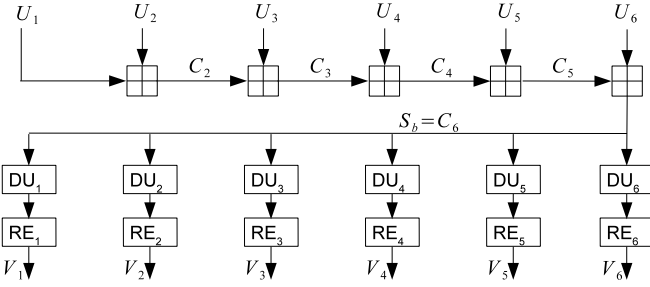 U1 U2 U3 U4 U5 U6
C2 C3 C4 C5
Sb=C6
DU1 DU2 DU3 DU4 DU5 DU6
RE1 RE2 RE3 RE4 RE5 RE6
V1 V2 V3 V4 V5 V6